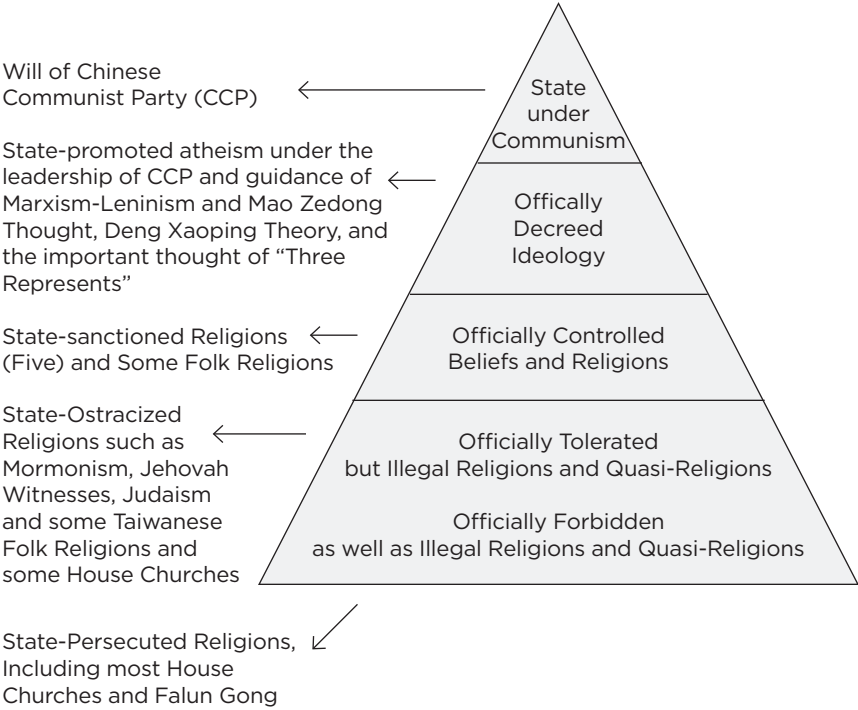 Will of Chinese
Communist Party (CCP)
State
under
Communism
State-promoted atheism under the
leadership of CCP and guidance of
Marxism-Leninism and Mao Zedong
Thought, Deng Xaoping Theory, and
the important thought of “Three
Represents”
Offically
Decreed
Ideology
State-sanctioned Religions
(Five) and Some Folk Religions
Officially Controlled
Beliefs and Religions
State-Ostracized
Religions such as
Mormonism, Jehovah
Witnesses, Judaism
and some Taiwanese
Folk Religions and
some House Churches
Officially Tolerated
but Illegal Religions and Quasi-Religions
Officially Forbidden
as well as Illegal Religions and Quasi-Religions
State-Persecuted Religions,
Including most House
Churches and Falun Gong